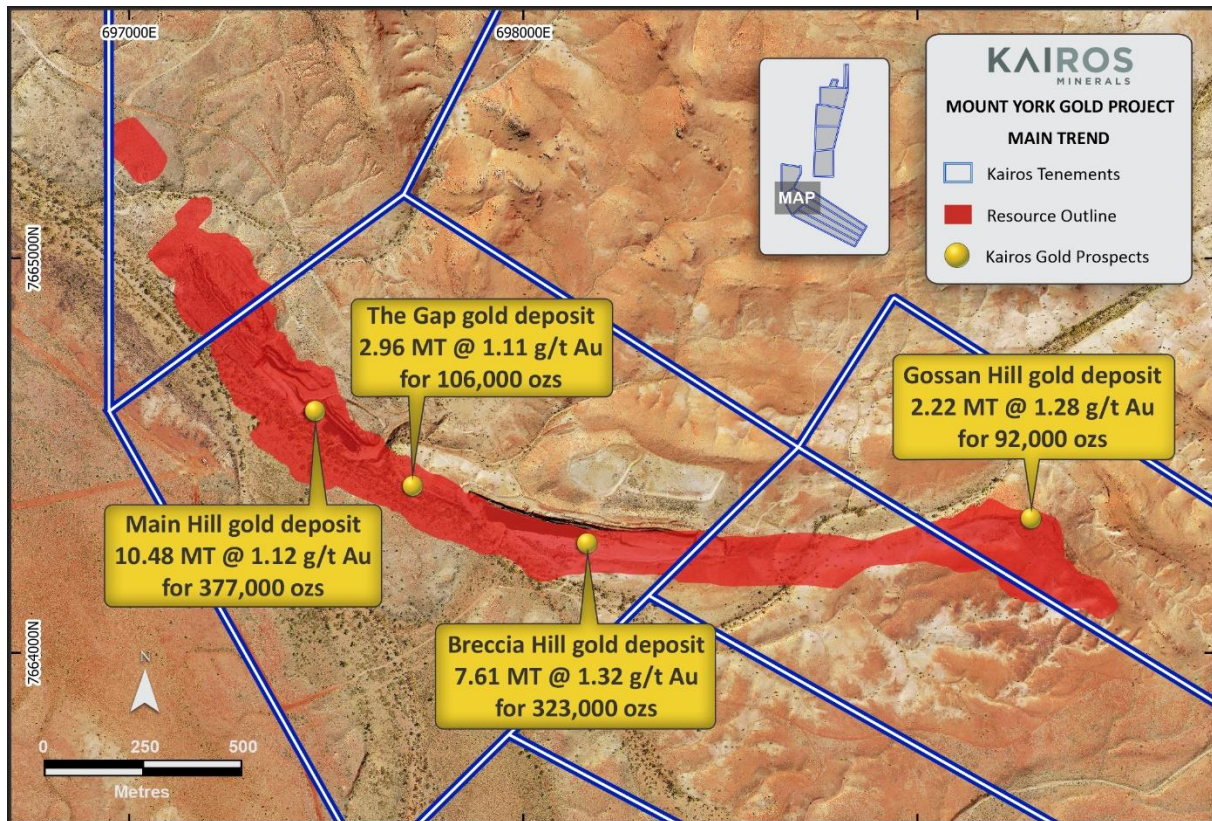 697000E
698000E
7665000N
7664000N
KAIROS
MINERALS
MOUNT YORK GOLD PROJECT
MAIN TREND
Kairos Tenements
Resource Outline
Kairos Gold Prospects
MAP
The Gap gold deposit
2.96 MT @ 1.11 g/t Au
for 106,000 ozs
Gossan Hill gold deposit
2.22 MT @ 1.28 g/t Au
for 92,000 ozs
Main Hill gold deposit
10.48 MT @ 1.12 g/t Au
for 377,000 ozs
Breccia Hill gold deposit
7.61 MT @ 1.32 g/t Au
for 323,000 ozs
N
0 250 500
Metres